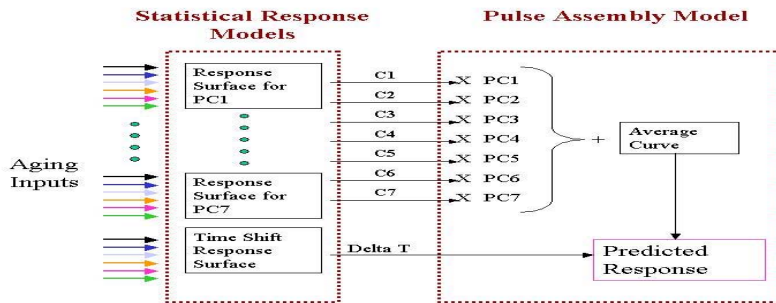 Statistical Response
Models
Pulse Assembly Model
Response
Surface for
PC1
C1
X PC1
C2
X PC2
C3
X PC3
C4
X PC4
C5
X PC5
C6
X PC6
C7
X PC7
+
Average
Curve
Aging
Inputs
Response
Surface for
PC7
Time Shift
Response
Surface
Delta T
Predicted
Response